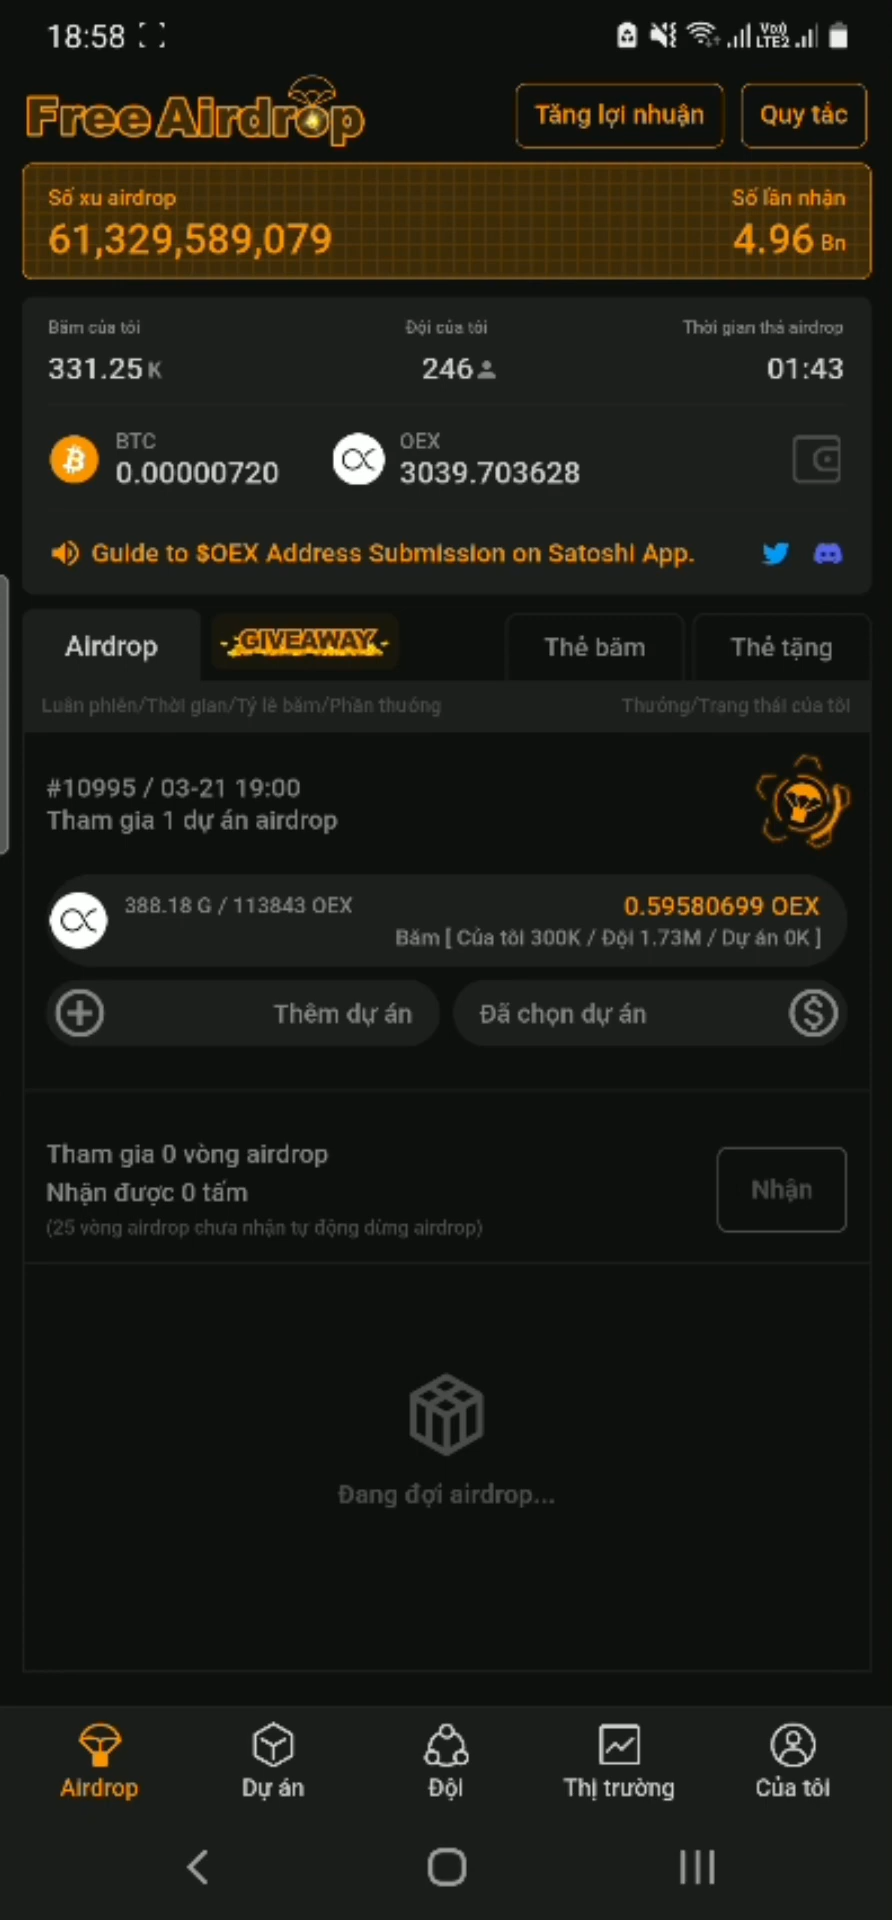 18:58
Vo))
LTE2
Free Airdrop
Tăng lợi nhuận
Quy tắc
Số xu airdrop
Số lần nhận
61,329,589,079
4.96 Bn
Băm của tôi
Đội của tôi
Thời gian thả airdrop
331.25 K
246
01:43
BTC
0.00000720
OEX
3039.703628
Guide to $OEX Address Submission on Satoshi App.
Airdrop
GIVEAWAY
Thẻ băm
Thẻ tặng
Luân phiên/Thời gian/Tỷ lệ băm/Phần thưởng
Thưởng/Trạng thái của tôi
#10995 / 03-21 19:00
Tham gia 1 dự án airdrop
388.18 G / 113843 OEX
0.59580699 OEX
Băm [ Của tôi 300K / Đội 1.73M / Dự án 0K ]
Thêm dự án
Đã chọn dự án
Tham gia 0 vòng airdrop
Nhận được 0 tấm
(25 vòng airdrop chưa nhận tự động dừng airdrop)
Nhận
Đang đợi airdrop...
Airdrop
Dự án
Đội
Thị trường
Của tôi